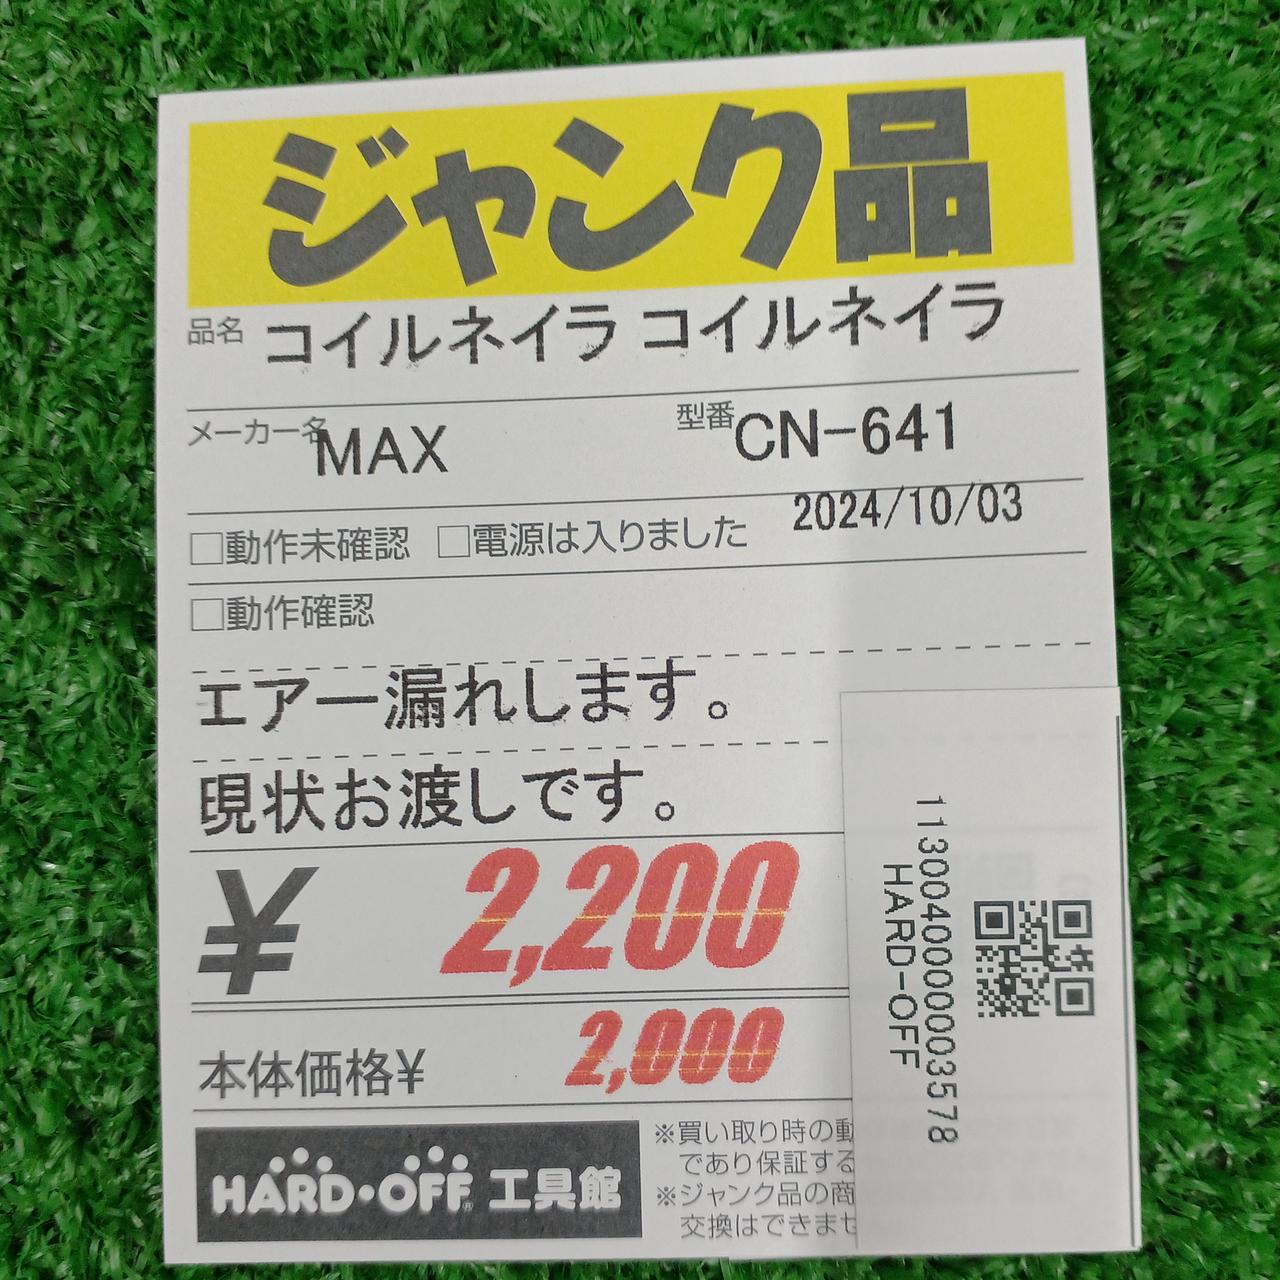 ジャンク品
品名 コイルネイラ コイルネイラ
メーカー名 MAX 型番 CN-641
2024/10/03
□動作未確認 □電源は入りました
□動作確認
エアー漏れします。
現状お渡しです。
¥ 2,200
本体価格¥ 2,000
HARD・OFF® 工具館
※買い取り時の動
であり保証する
※ジャンク品の商
交換はできませ
1130040000003578
HARD-OFF